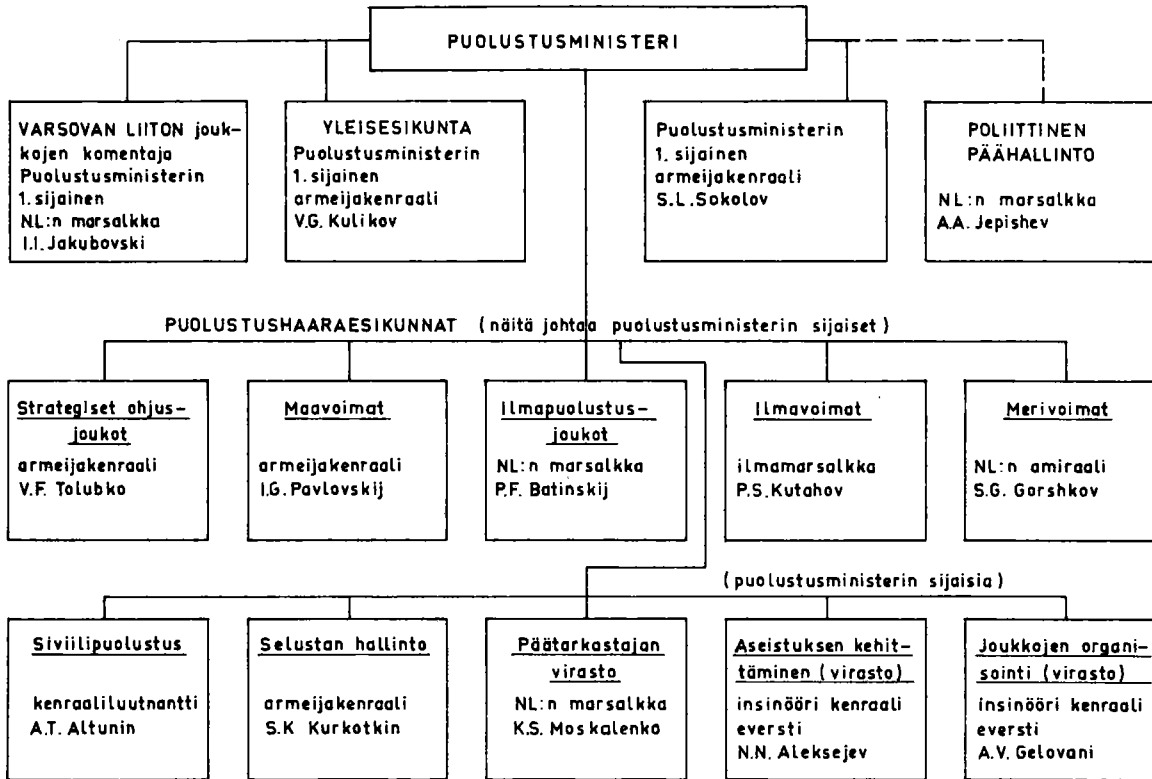 PUOLUSTUSMINISTERI
VARSOVAN LIITON jouk-
kojen komentaja
Puolustusministerin
1. sijainen
NL:n marsalkka
I.I. Jakubovski
YLEISESIKUNTA
Puolustusministerin
1. sijainen
armeijakenraali
V.G. Kulikov
Puolustusministerin
1. sijainen
armeijakenraali
S.L. Sokolov
POLIITTINEN
PÄÄHALLINTO
NL:n marsalkka
A.A. Jepishev
PUOLUSTUSHAARAESIKUNNAT (näitä johtaa puolustusministerin sijaiset)
Strategiset ohjus-
joukot
armeijakenraali
V.F. Tolubko
Maavoimat
armeijakenraali
I.G. Pavlovskij
Ilmapuolustus-
joukot
NL:n marsalkka
P.F. Batinskij
Ilmavoimat
ilmamarsalkka
P.S. Kutahov
Merivoimat
NL:n amiraali
S.G. Gorshkov
(puolustusministerin sijaisia)
Siviilipuolustus
kenraaliluutnantti
A.T. Altunin
Selustan hallinto
armeijakenraali
S.K Kurkotkin
Päätarkastajan
virasto
NL:n marsalkka
K.S. Moskalenko
Aseistuksen kehit-
täminen (virasto)
insinööri kenraali
eversti
N.N. Aleksejev
Joukkojen organi-
sointi (virasto)
insinööri kenraali
eversti
A.V. Gelovani